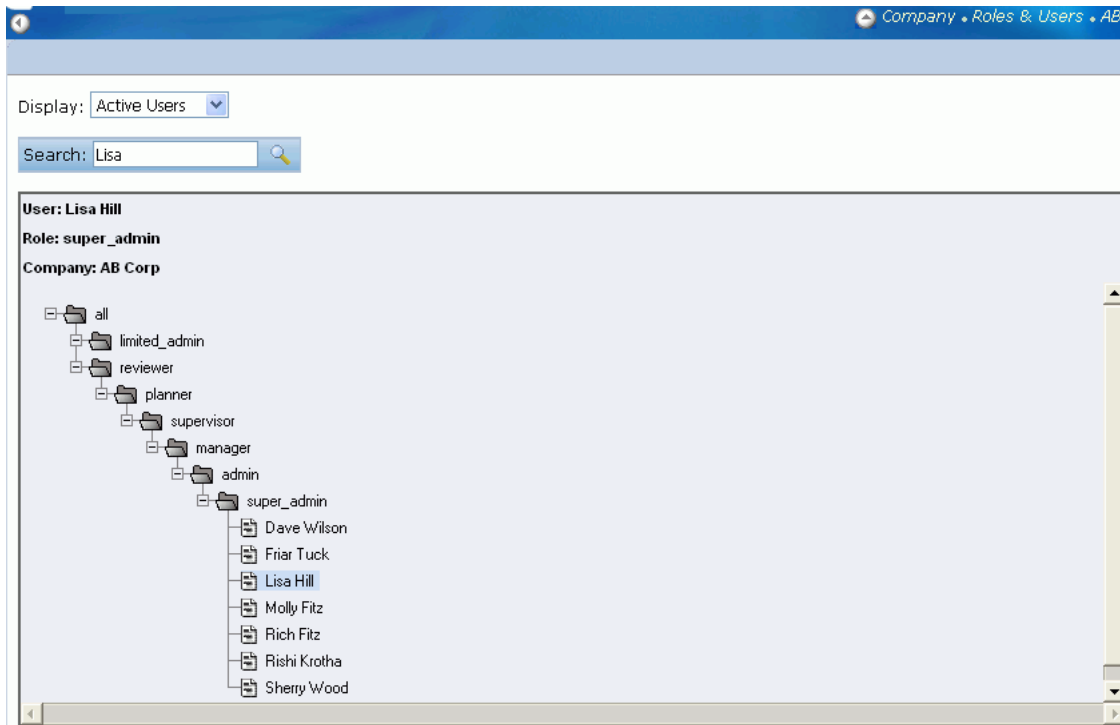 Company • Roles & Users • AB
Display: Active Users
Search: Lisa
User: Lisa Hill
Role: super_admin
Company: AB Corp
all
limited_admin
reviewer
planner
supervisor
manager
admin
super_admin
Dave Wilson
Friar Tuck
Lisa Hill
Molly Fitz
Rich Fitz
Rishi Krotha
Sherry Wood